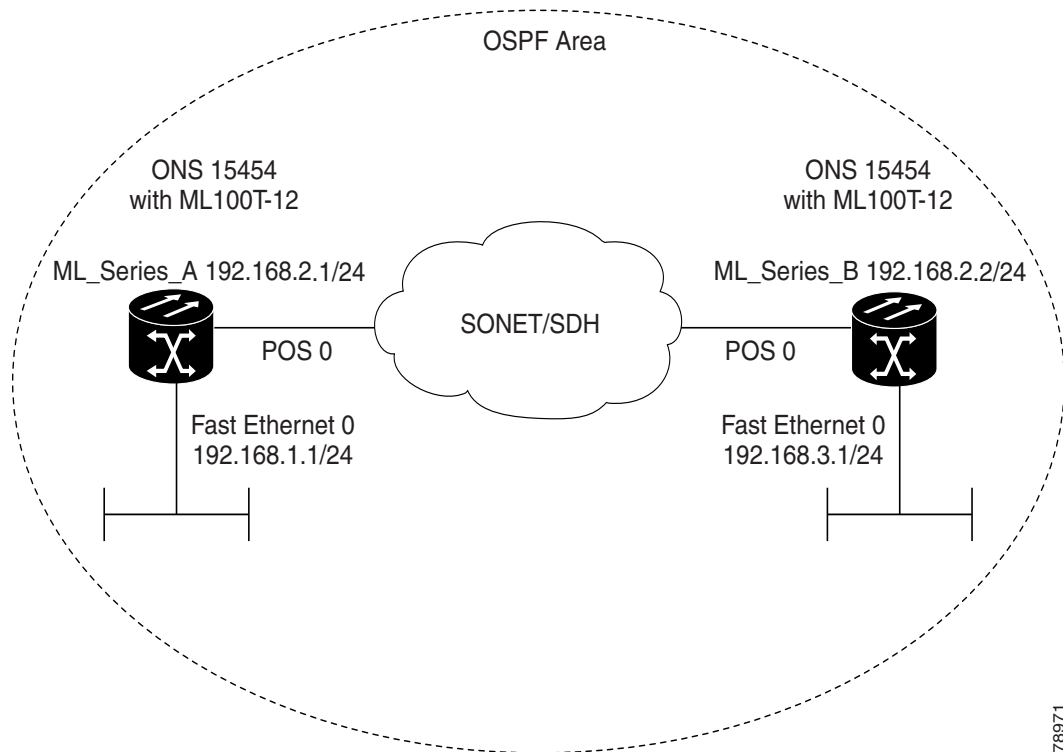 OSPF Area
ONS 15454
with ML100T-12
ONS 15454
with ML100T-12
ML_Series_A 192.168.2.1/24
ML_Series_B 192.168.2.2/24
SONET/SDH
POS 0
POS 0
Fast Ethernet 0
192.168.1.1/24
Fast Ethernet 0
192.168.3.1/24
78971